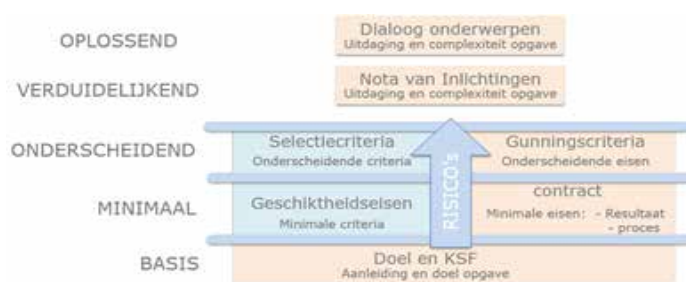 OPLOSSEND
Dialoog onderwerpen
Uitdaging en complexiteit opgave
VERDUIDELIJKEND
Nota van Inlichtingen
Uitdaging en complexiteit opgave
ONDERSCHEIDEND
Selectiecriteria
Onderscheidende criteria
Gunningscriteria
Onderscheidende eisen
RISICO's
MINIMAAL
Geschiktheidseisen
Minimale criteria
contract
Minimale eisen: - Resultaat
- proces
BASIS
Doel en KSF
Aanleiding en doel opgave